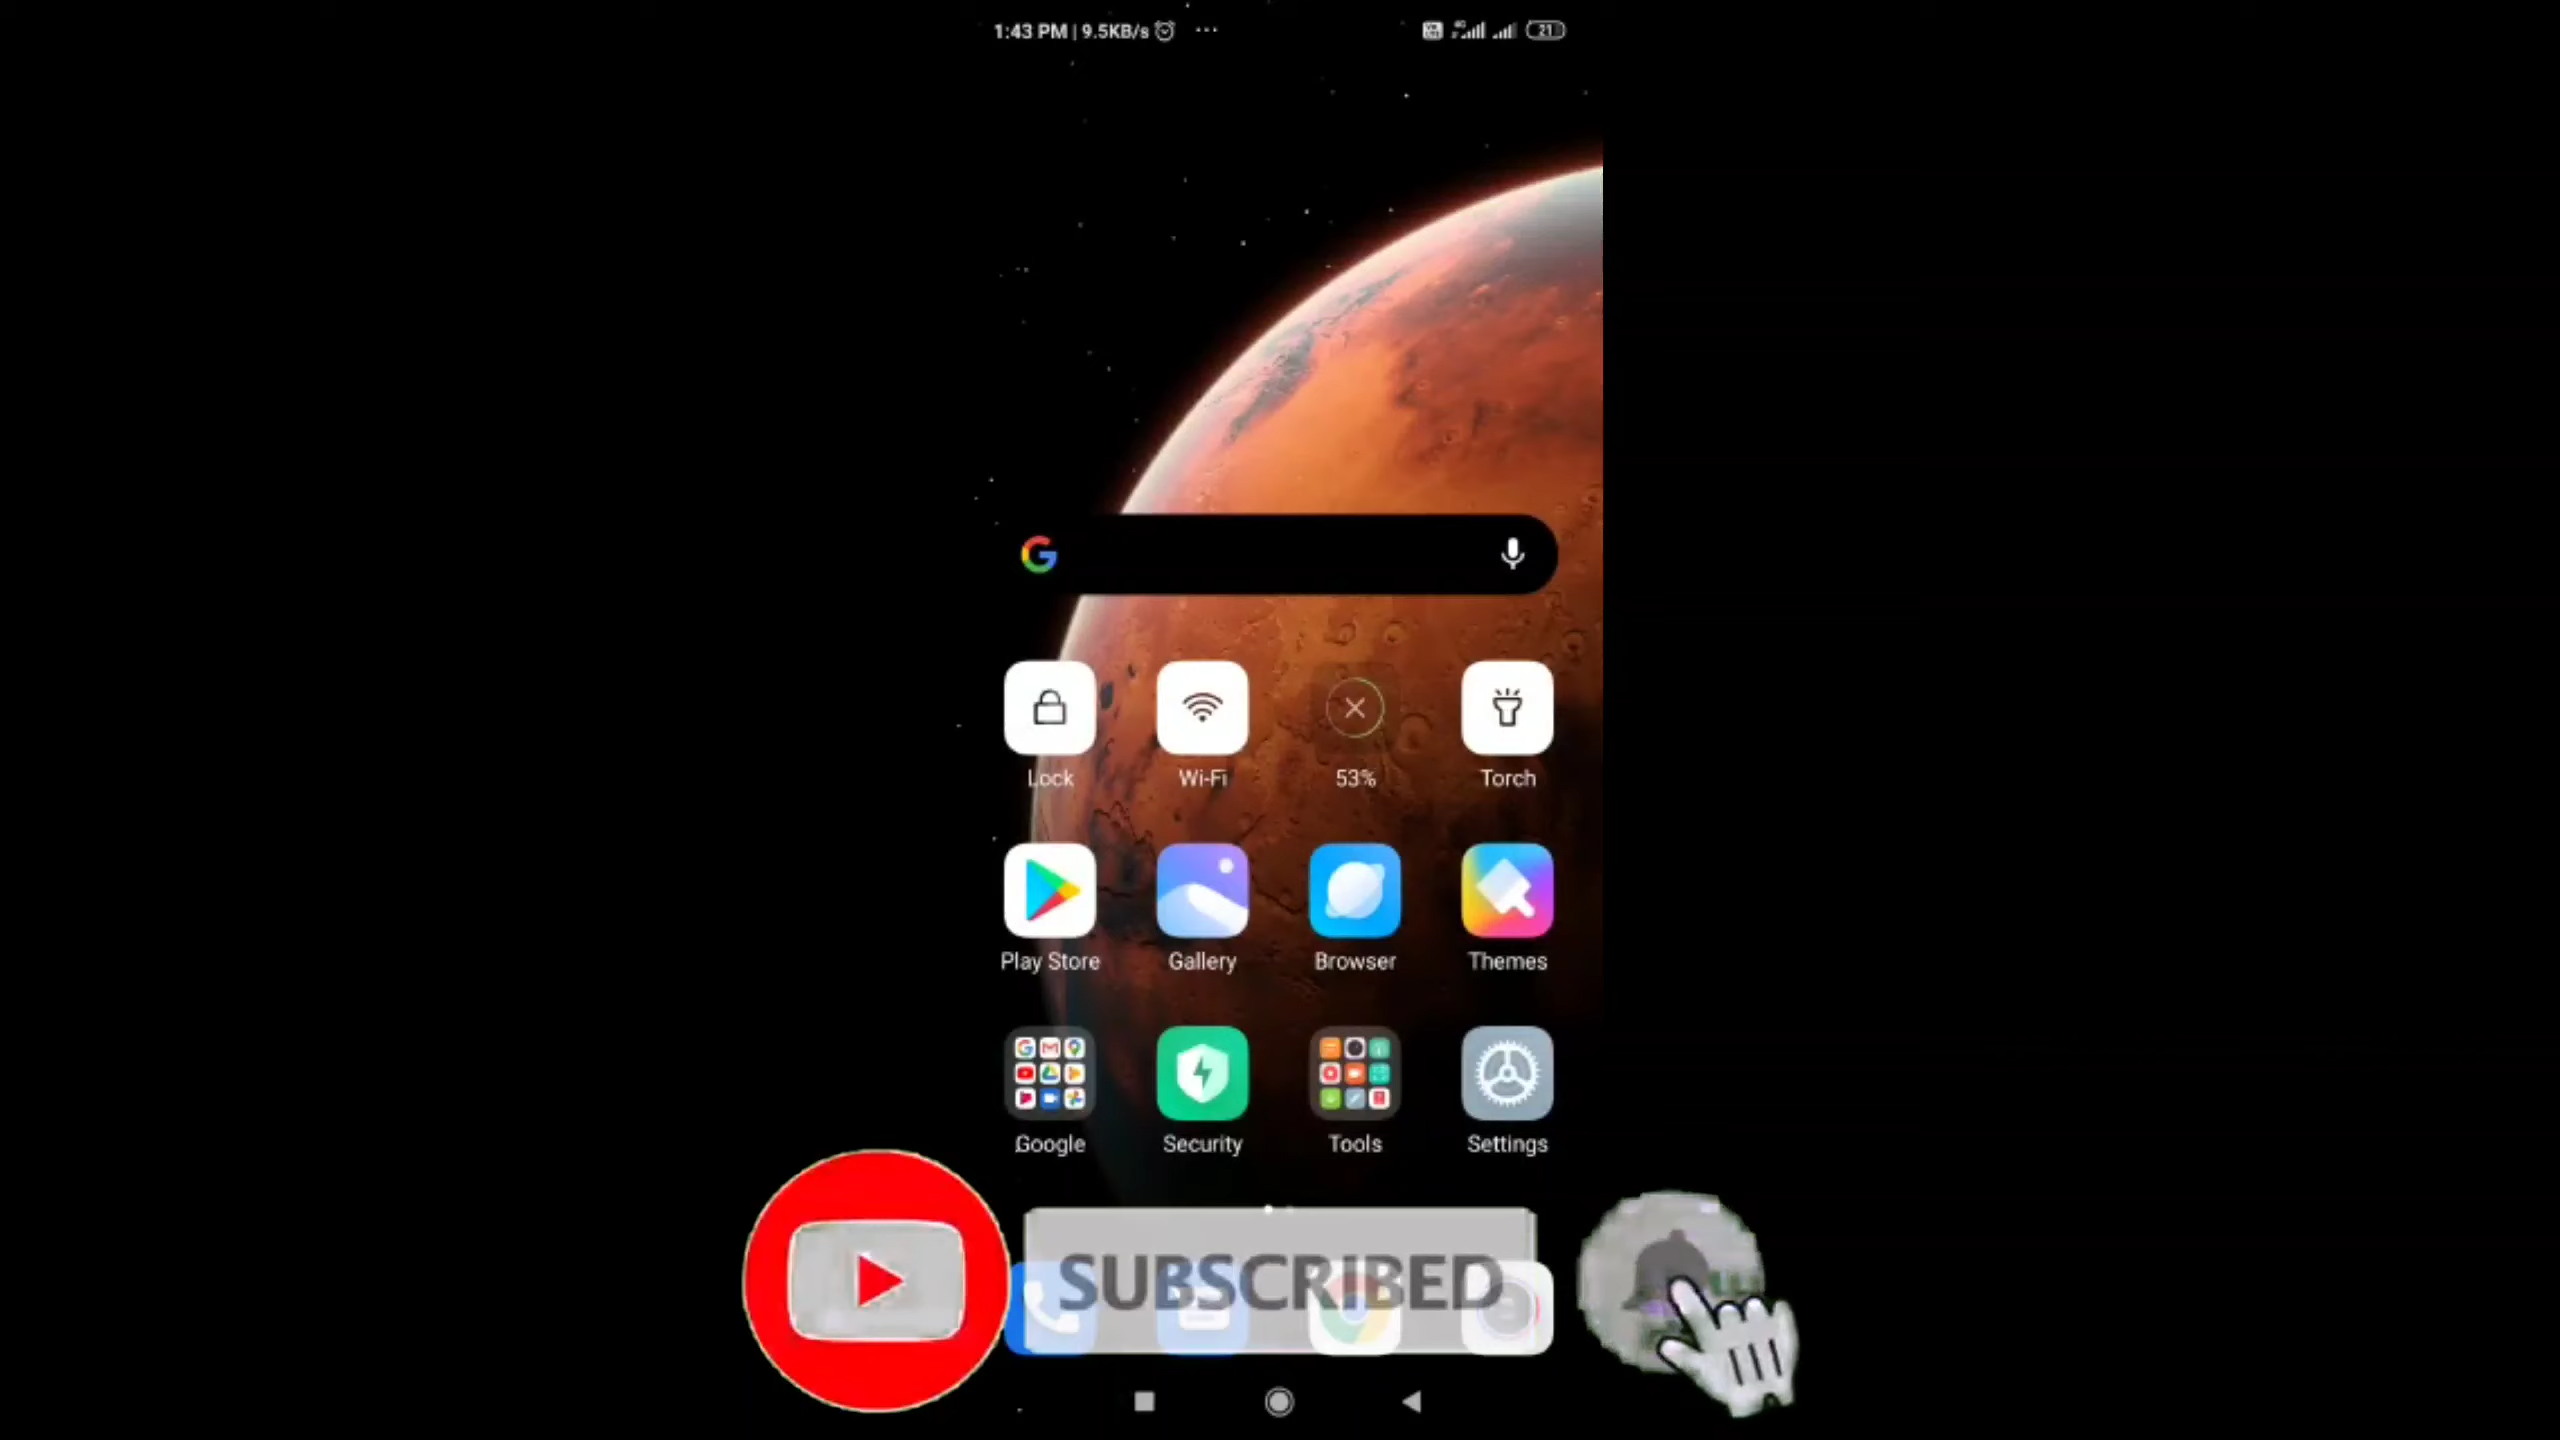 1:43 PM | 9.5KB/s
21
Lock Wi-Fi 53% Torch
Play Store Gallery Browser Themes
Google Security Tools Settings
SUBSCRIBED